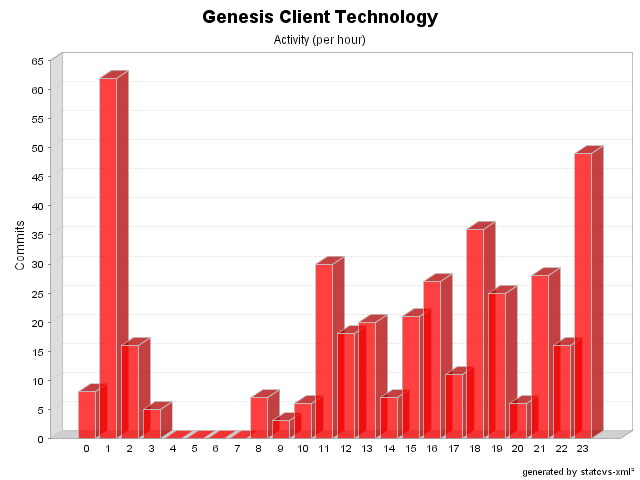 Genesis Client Technology
Activity (per hour)
65
60
55
50
45
40
35
30
25
20
15
10
5
0
Commits
0 1 2 3 4 5 6 7 8 9 10 11 12 13 14 15 16 17 18 19 20 21 22 23
generated by statcvs-xml²